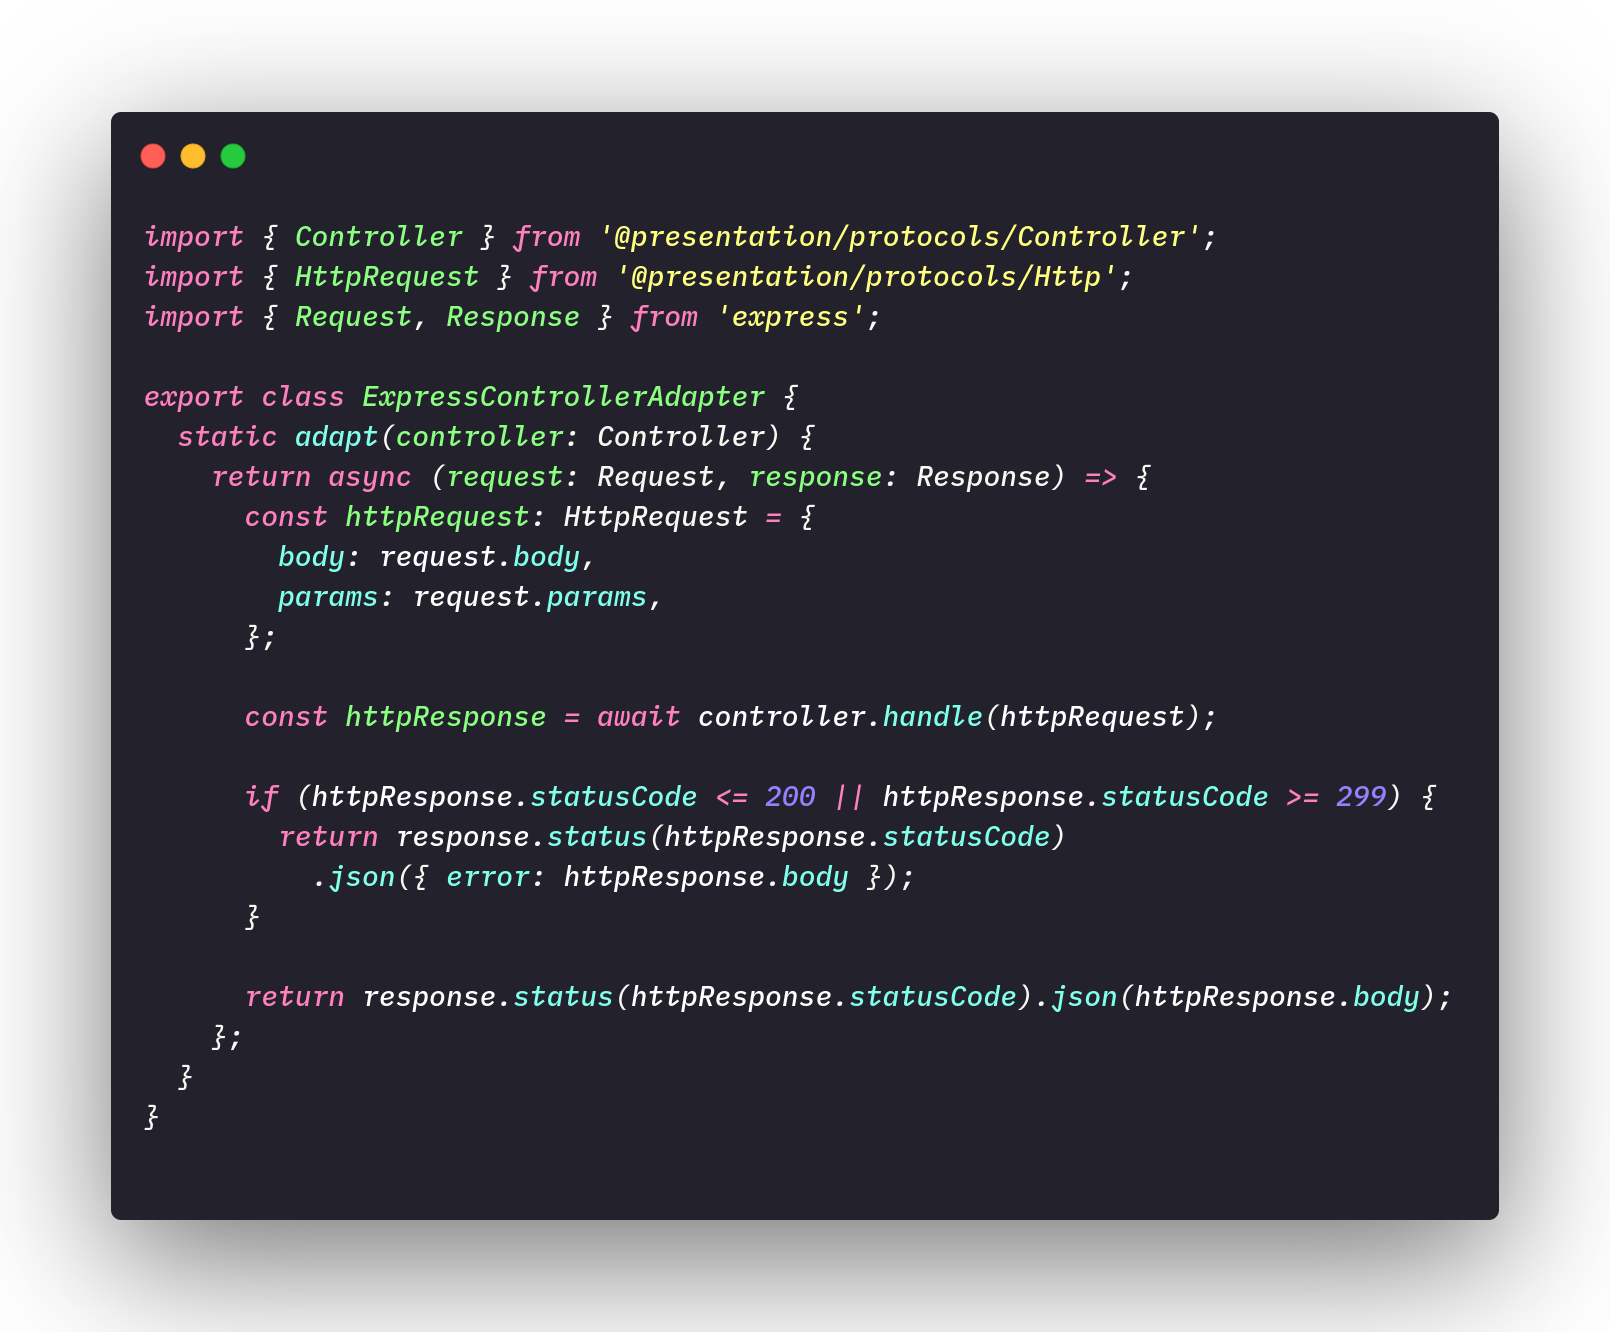 import { Controller } from '@presentation/protocols/Controller';
import { HttpRequest } from '@presentation/protocols/Http';
import { Request, Response } from 'express';

export class ExpressControllerAdapter {
  static adapt(controller: Controller) {
    return async (request: Request, response: Response) => {
      const httpRequest: HttpRequest = {
        body: request.body,
        params: request.params,
      };

      const httpResponse = await controller.handle(httpRequest);

      if (httpResponse.statusCode <= 200 || httpResponse.statusCode >= 299) {
        return response.status(httpResponse.statusCode)
          .json({ error: httpResponse.body });
      }

      return response.status(httpResponse.statusCode).json(httpResponse.body);
    };
  }
}